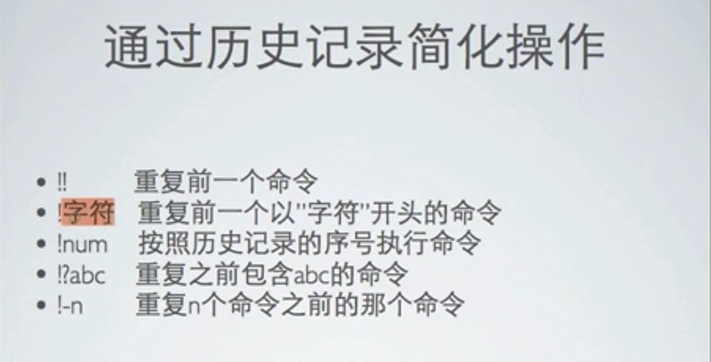 通过历史记录简化操作
• !! 重复前一个命令
• !字符 重复前一个以"字符"开头的命令
• !num 按照历史记录的序号执行命令
• !?abc 重复之前包含abc的命令
• !-n 重复n个命令之前的那个命令